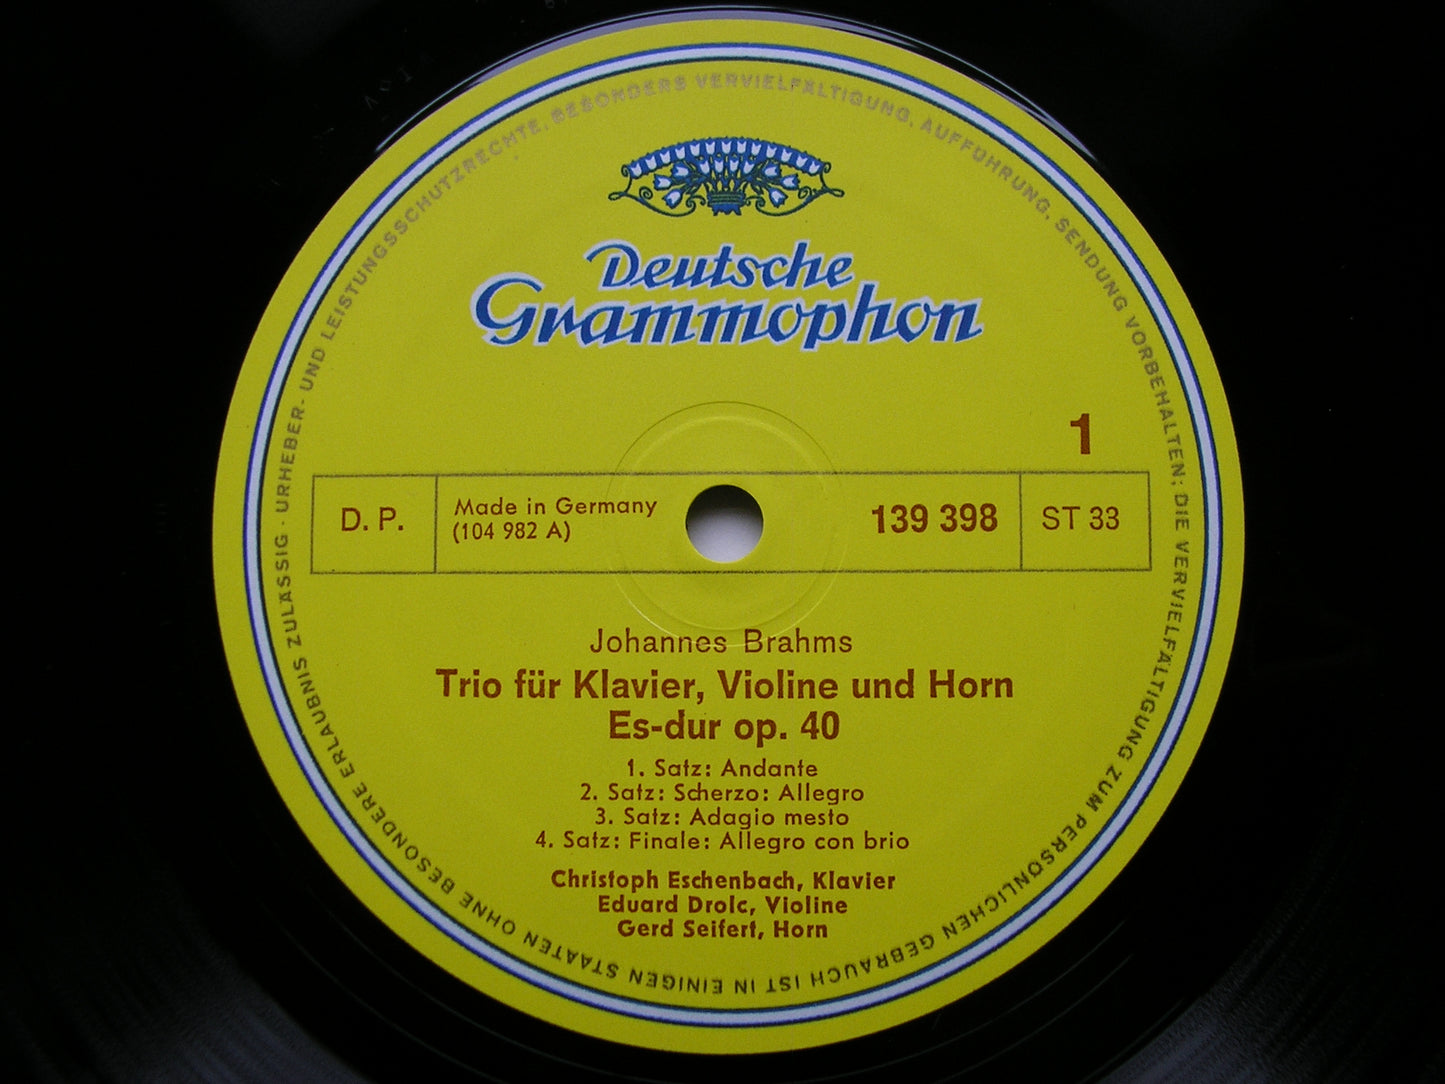 Deutsche
Grammophon
1
D. P.
Made in Germany
(104 982 A)
139 398
ST 33
Johannes Brahms
Trio für Klavier, Violine und Horn
Es-dur op. 40
1. Satz: Andante
2. Satz: Scherzo: Allegro
3. Satz: Adagio mesto
4. Satz: Finale: Allegro con brio
Christoph Eschenbach, Klavier
Eduard Drolc, Violine
Gerd Seifert, Horn
URHEBER- UND LEISTUNGSSCHUTZRECHTE, BESONDERS VERVIELFÄLTIGUNG, AUFFÜHRUNG, SENDUNG VORBEHALTEN; DIE VERVIELFÄLTIGUNG ZUM PERSÖNLICHEN GEBRAUCH IST IN EINIGEN STAATEN OHNE BESONDERE ERLAUBNIS ZULÄSSIG ·